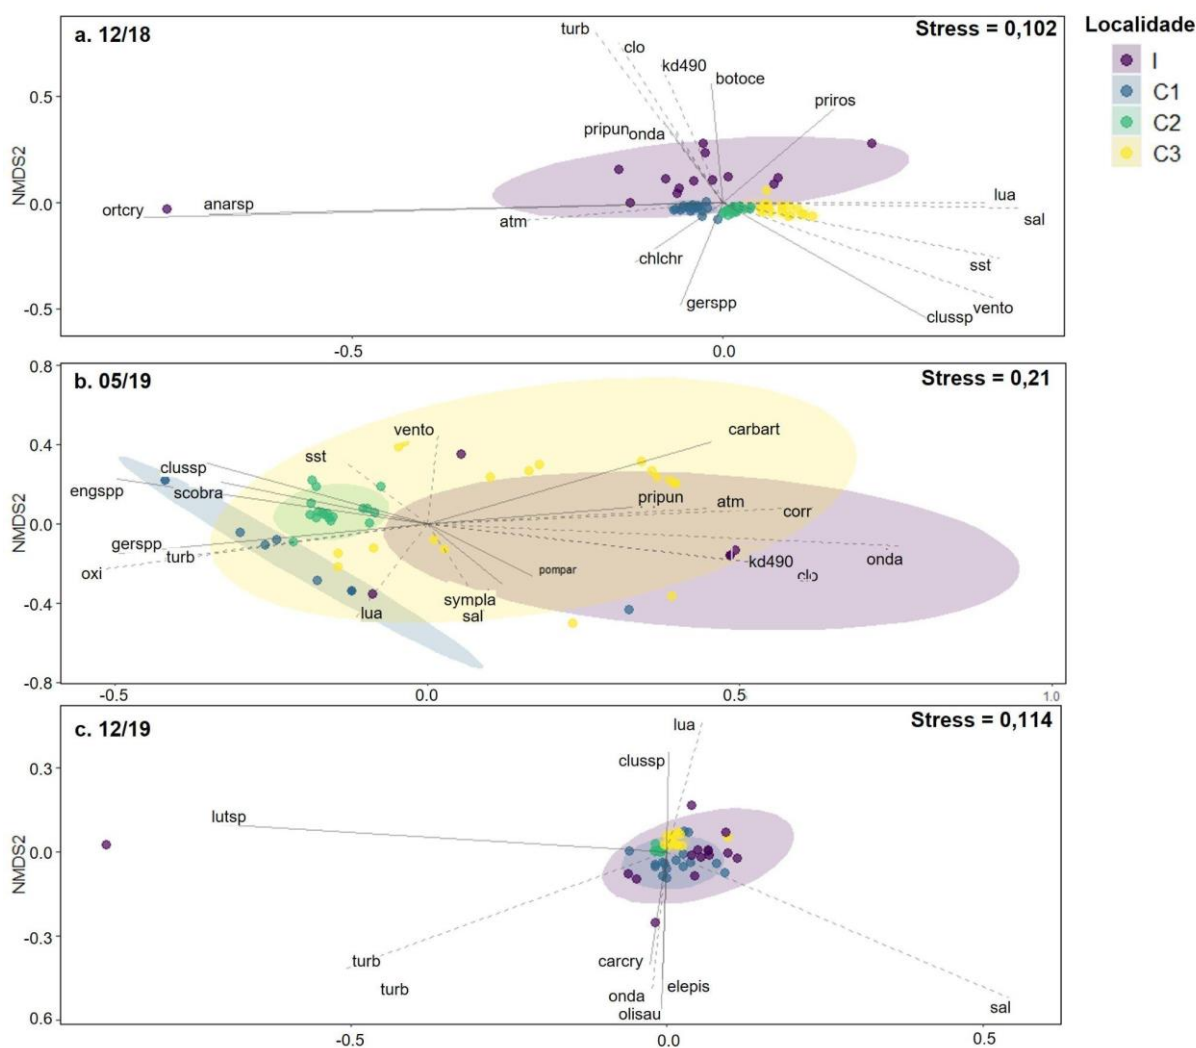 a. 12/18
Stress = 0,102
Localidade
I
C1
C2
C3
turb
clo
kd490
botoce
priros
pripun
onda
ortcry
anarsp
atm
lua
sal
chlchr
sst
gerspp
clussp
vento
NMDS2
0.5
0.0
-0.5
-0.5
0.0
b. 05/19
Stress = 0,21
vento
carbart
sst
clussp
engspp
scobra
pripun
atm
corr
gerspp
turb
oxi
kd490
onda
pompar
clo
sympla
lua
sal
NMDS2
0.8
0.4
0.0
-0.4
-0.8
-0.5
0.0
0.5
1.0
c. 12/19
Stress = 0,114
lua
clussp
lutsp
turb
carcry
turb
elepis
onda
olisau
sal
NMDS2
0.3
0.0
-0.3
0.6
-0.5
0.0
0.5